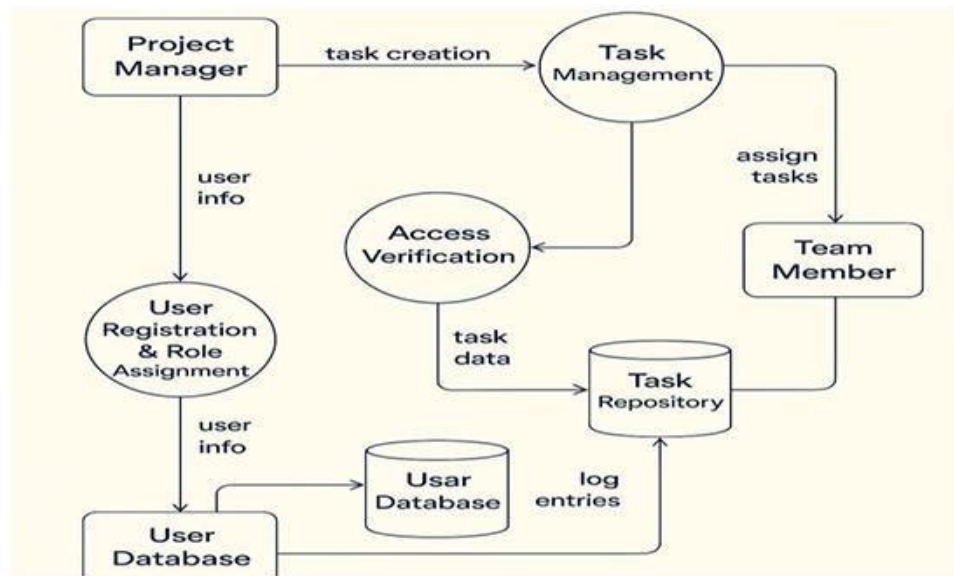 Project
Manager
task creation
Task
Management
user
info
assign
tasks
Access
Verification
Team
Member
User
Registration
& Role
Assignment
task
data
Task
Repository
user
info
Usar
Database
log
entries
User
Database